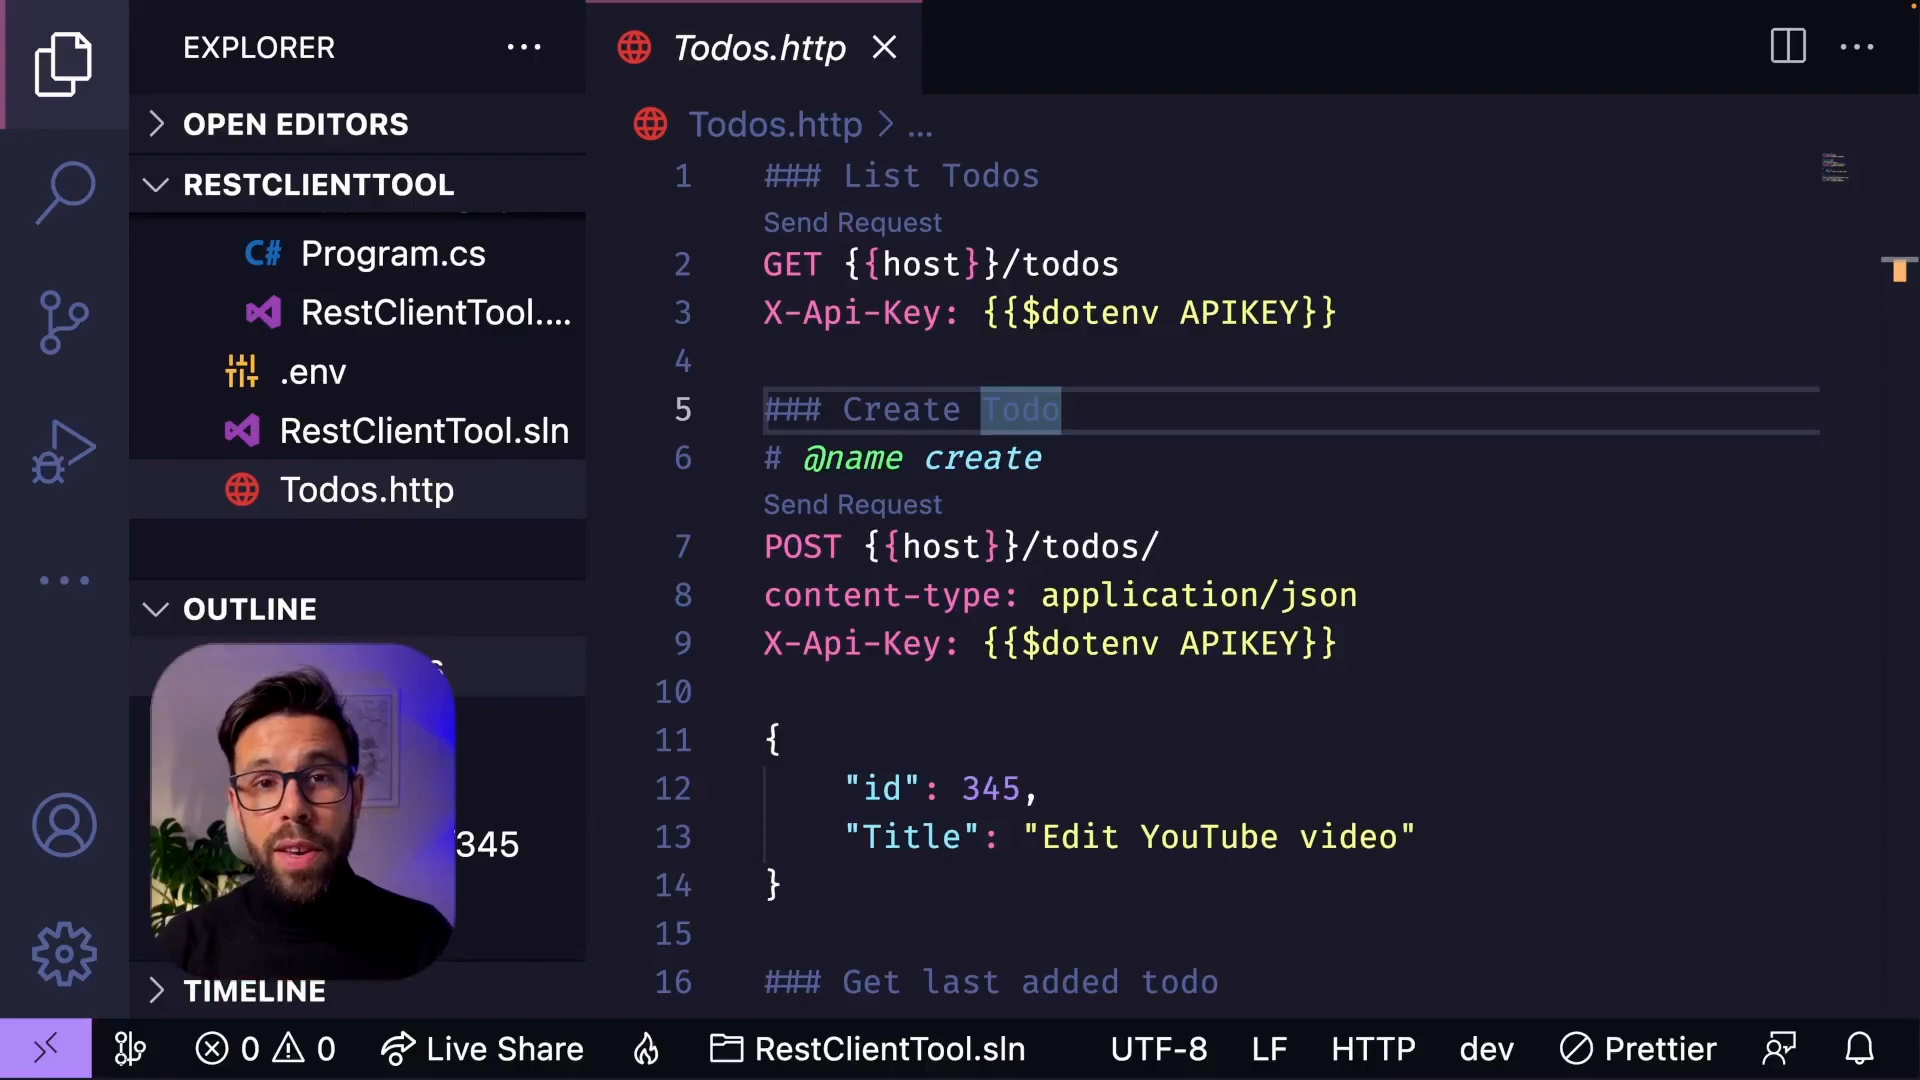 EXPLORER
OPEN EDITORS
RESTCLIENTTOOL
C# Program.cs
RestClientTool....
.env
RestClientTool.sln
Todos.http
OUTLINE
345
TIMELINE
Todos.http
Todos.http > ...
1 ### List Todos
Send Request
2 GET {{host}}/todos
3 X-Api-Key: {{$dotenv APIKEY}}
4
5 ### Create Todo
6 # @name create
Send Request
7 POST {{host}}/todos/
8 content-type: application/json
9 X-Api-Key: {{$dotenv APIKEY}}
10
11 {
12 "id": 345,
13 "Title": "Edit YouTube video"
14 }
15
16 ### Get last added todo
0 0 Live Share RestClientTool.sln UTF-8 LF HTTP dev Prettier